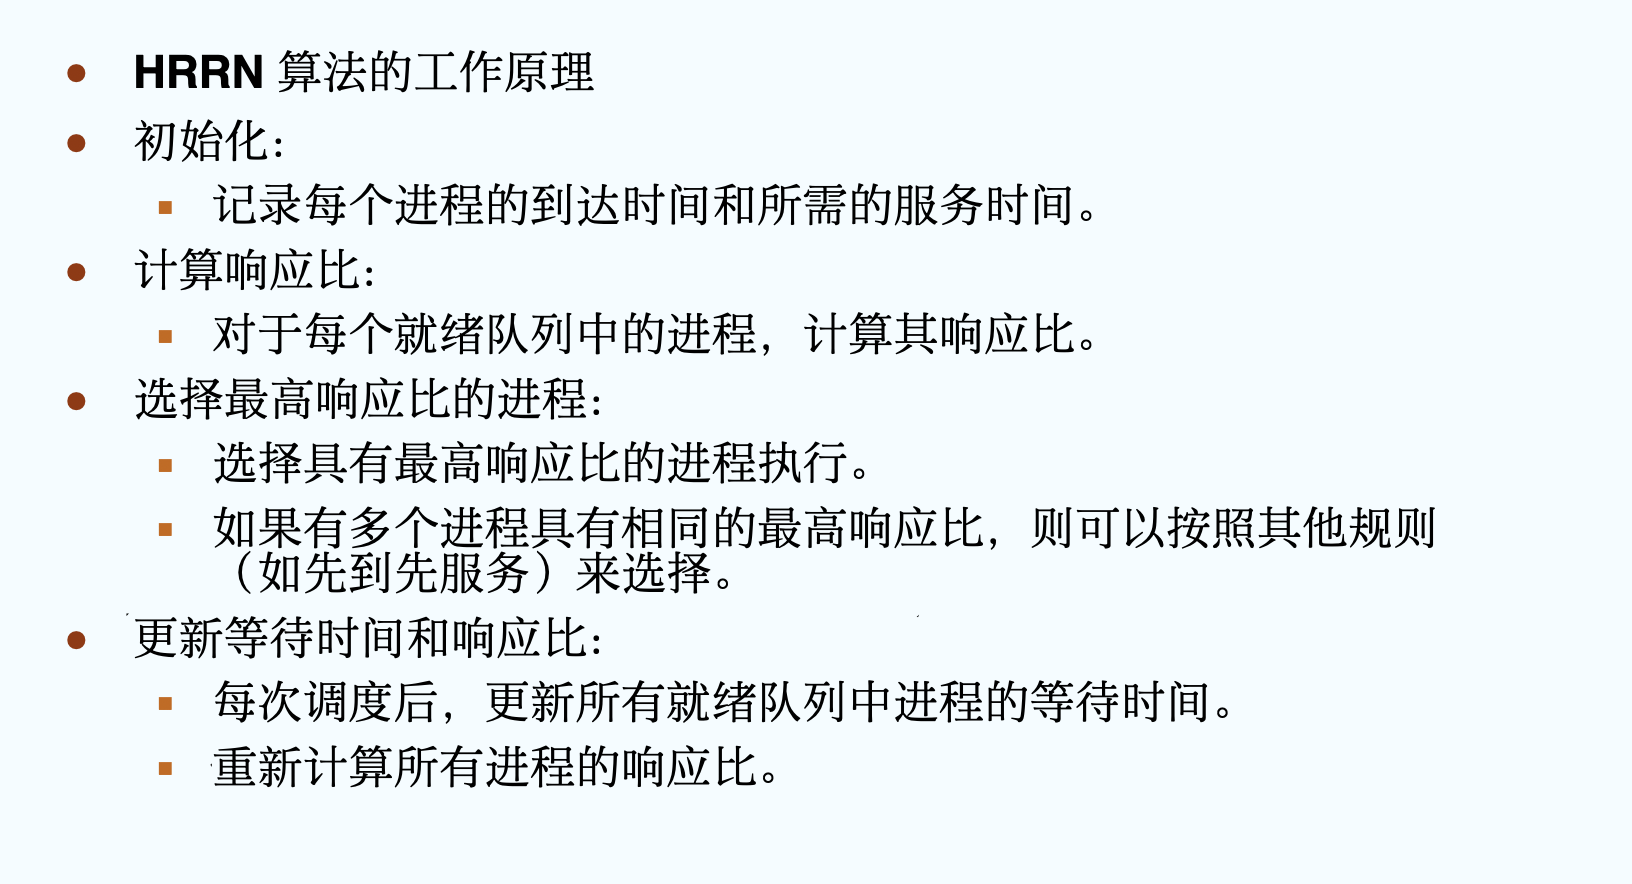 HRRN 算法的工作原理
初始化：
记录每个进程的到达时间和所需的服务时间。
计算响应比：
对于每个就绪队列中的进程，计算其响应比。
选择最高响应比的进程：
选择具有最高响应比的进程执行。
如果有多个进程具有相同的最高响应比，则可以按照其他规则
（如先到先服务）来选择。
更新等待时间和响应比：
每次调度后，更新所有就绪队列中进程的等待时间。
重新计算所有进程的响应比。